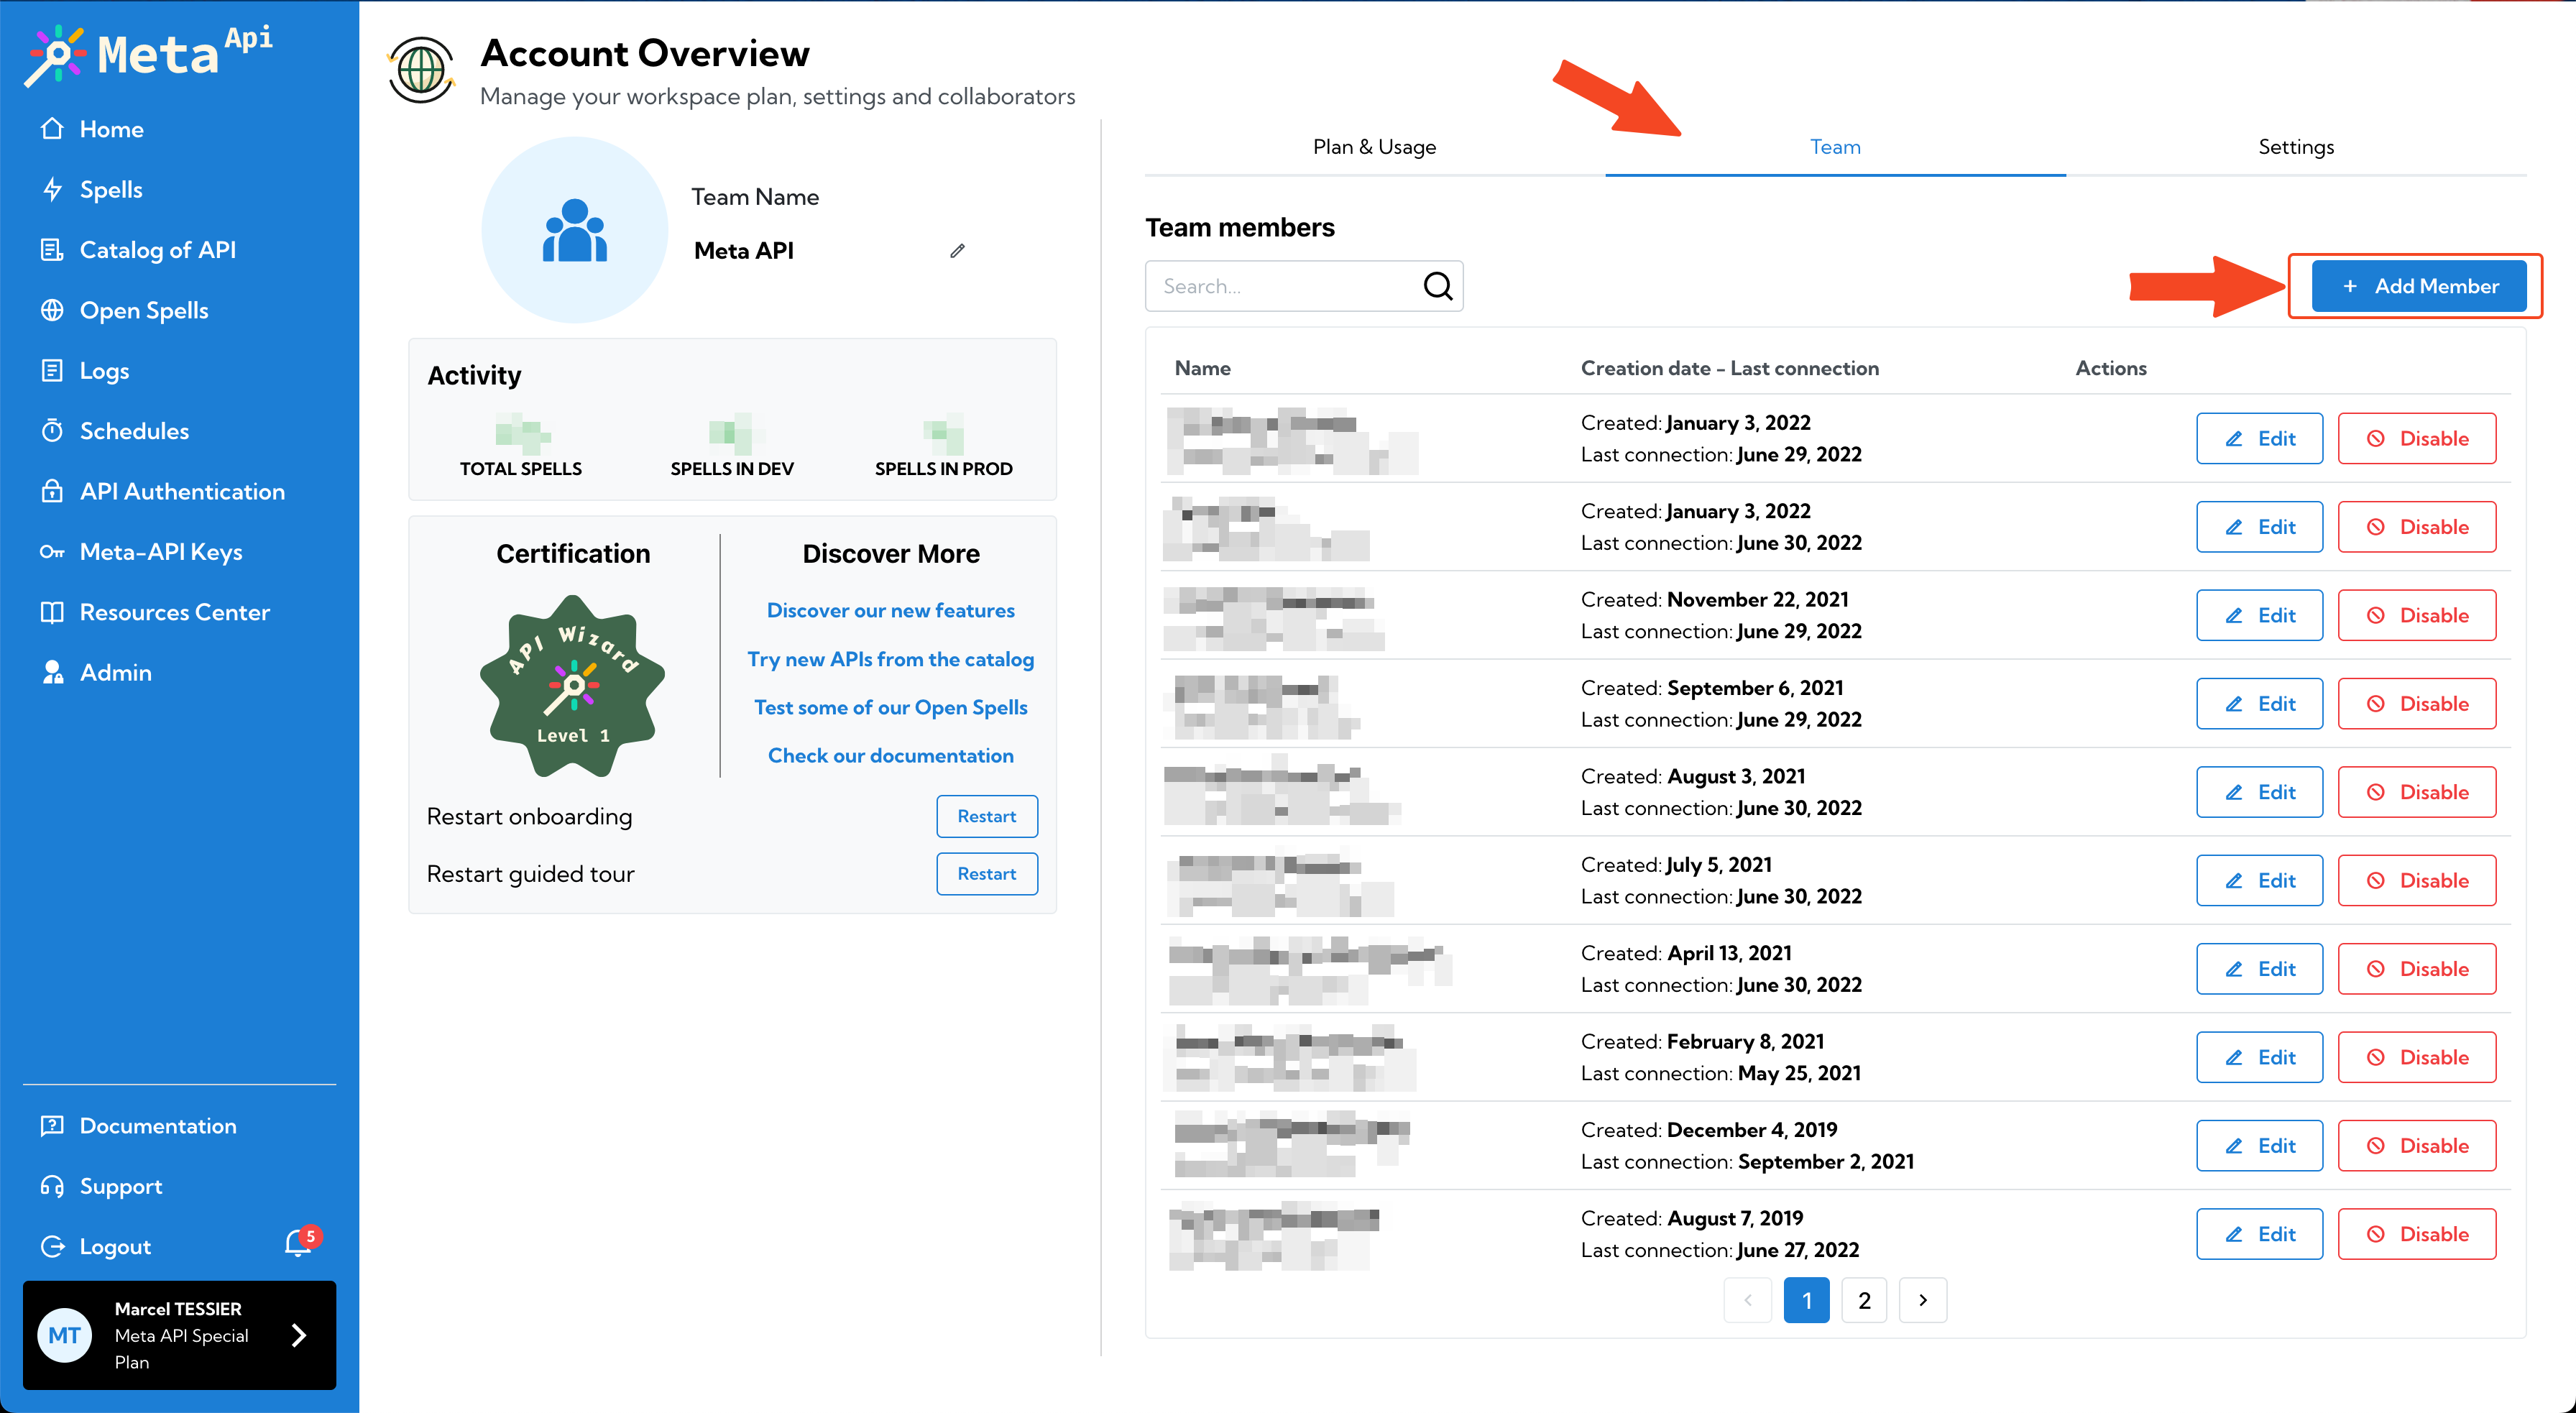 Meta Api
Home
Spells
Catalog of API
Open Spells
Logs
Schedules
API Authentication
Meta-API Keys
Resources Center
Admin
Documentation
Support
Logout
5
MT
Marcel TESSIER
Meta API Special
Plan
Account Overview
Manage your workspace plan, settings and collaborators
Team Name
Meta API
Activity
TOTAL SPELLS
SPELLS IN DEV
SPELLS IN PROD
Certification
API Wizard
Level 1
Discover More
Discover our new features
Try new APIs from the catalog
Test some of our Open Spells
Check our documentation
Restart onboarding
Restart
Restart guided tour
Restart
Plan & Usage
Team
Settings
Team members
Search...
+ Add Member
Name
Creation date - Last connection
Actions
Created: January 3, 2022
Last connection: June 29, 2022
Edit
Disable
Created: January 3, 2022
Last connection: June 30, 2022
Edit
Disable
Created: November 22, 2021
Last connection: June 29, 2022
Edit
Disable
Created: September 6, 2021
Last connection: June 29, 2022
Edit
Disable
Created: August 3, 2021
Last connection: June 30, 2022
Edit
Disable
Created: July 5, 2021
Last connection: June 30, 2022
Edit
Disable
Created: April 13, 2021
Last connection: June 30, 2022
Edit
Disable
Created: February 8, 2021
Last connection: May 25, 2021
Edit
Disable
Created: December 4, 2019
Last connection: September 2, 2021
Edit
Disable
Created: August 7, 2019
Last connection: June 27, 2022
Edit
Disable
1
2